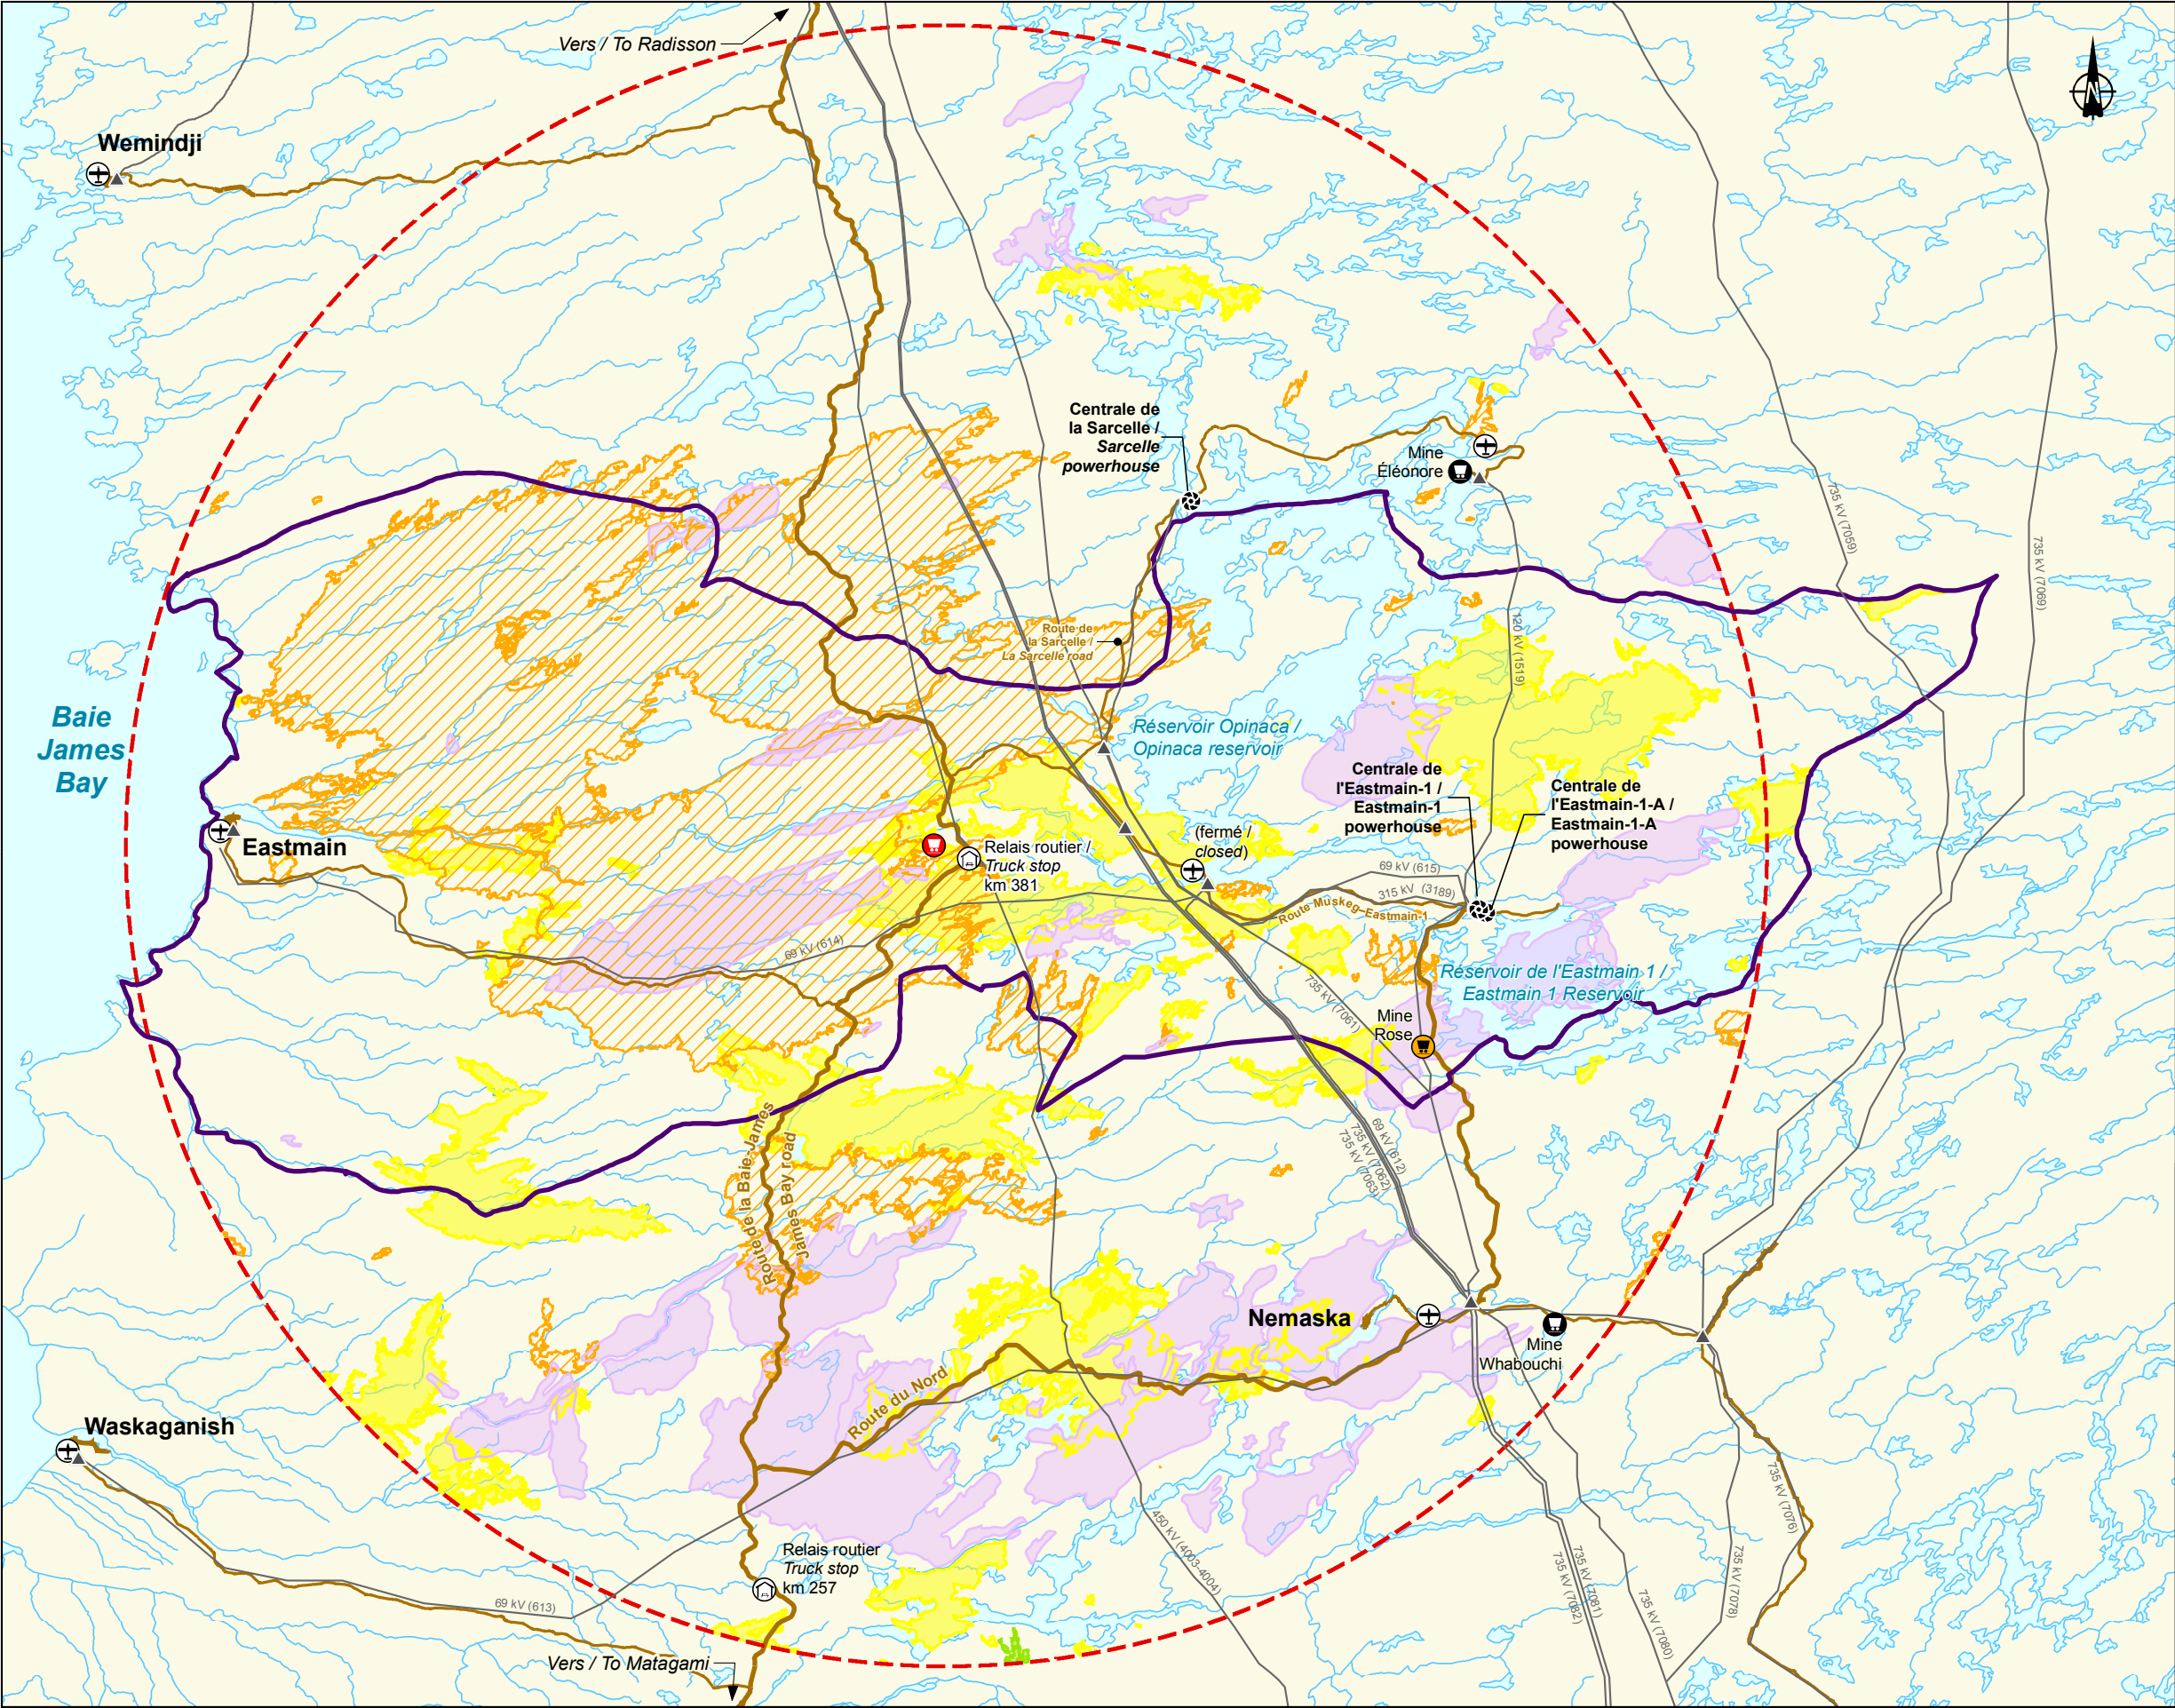 Vers / To Radisson
N
Wemindji
Centrale de
la Sarcelle /
Sarcelle
powerhouse
Mine
Éléonore
735 kV (7059)
735 kV (7069)
120 kV (1519)
Route de
la Sarcelle /
La Sarcelle road
Baie
James
Bay
Réservoir Opinaca /
Opinaca reservoir
Centrale de
l'Eastmain-1 /
Eastmain-1
powerhouse
Centrale de
l'Eastmain-1-A /
Eastmain-1-A
powerhouse
Eastmain
(fermé /
closed)
Relais routier /
Truck stop
km 381
69 kV (615)
315 kV (3189)
Route Muskeg–Eastmain-1
69 kV (614)
Réservoir de l'Eastmain 1 /
Eastmain 1 Reservoir
735 kV (7061)
Mine
Rose
69 kV (612)
735 kV (7062)
735 kV (7063)
Route de la Baie-James
James Bay road
Nemaska
Mine
Whabouchi
Route du Nord
Waskaganish
735 kV (7076)
450 kV (4003-4004)
Relais routier
Truck stop
km 257
69 kV (613)
735 kV (7081)
735 kV (7082)
735 kV (7080)
735 kV (7078)
Vers / To Matagami